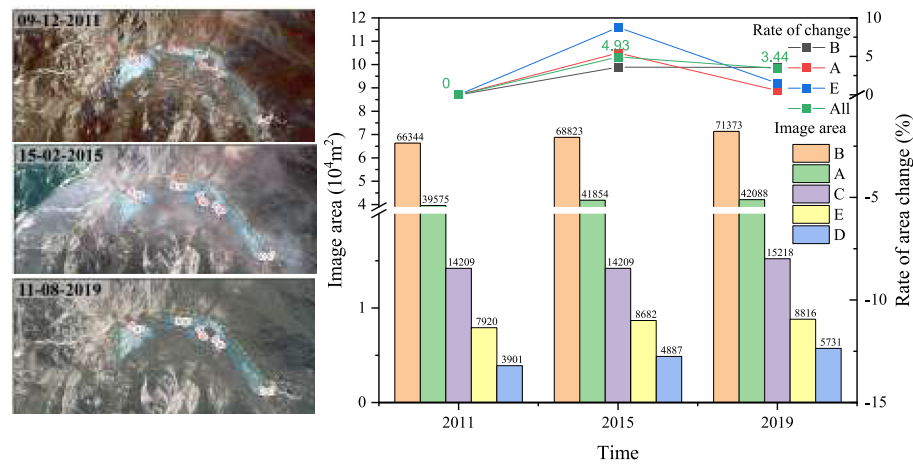 09-12-2011
15-02-2015
11-08-2019
Image area (10⁴m²)
12
11
10
9
8
7
6
5
4
1
0
66344
39575
14209
7920
3901
68823
41854
14209
8682
4887
71373
42088
15218
8816
5731
0
4.93
3.44
Rate of change
B
A
E
All
Image area
B
A
C
E
D
10
5
0
-5
-10
-15
Rate of area change (%)
2011
2015
2019
Time